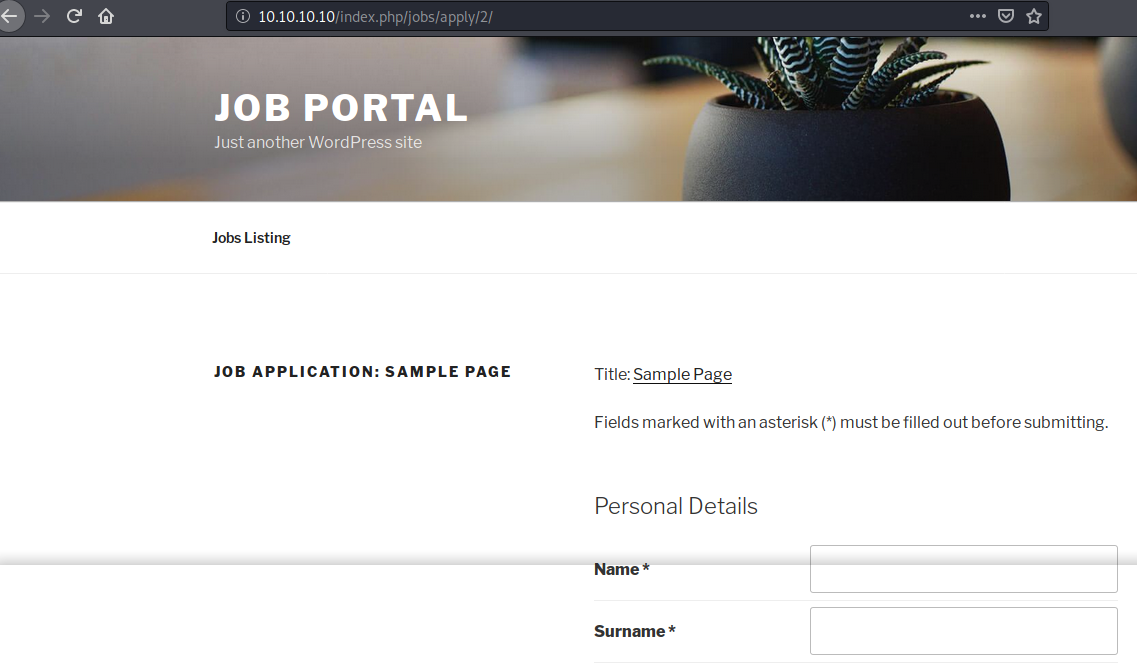 10.10.10.10/index.php/jobs/apply/2/
JOB PORTAL
Just another WordPress site
Jobs Listing
JOB APPLICATION: SAMPLE PAGE
Title: Sample Page
Fields marked with an asterisk (*) must be filled out before submitting.
Personal Details
Name *
Surname *